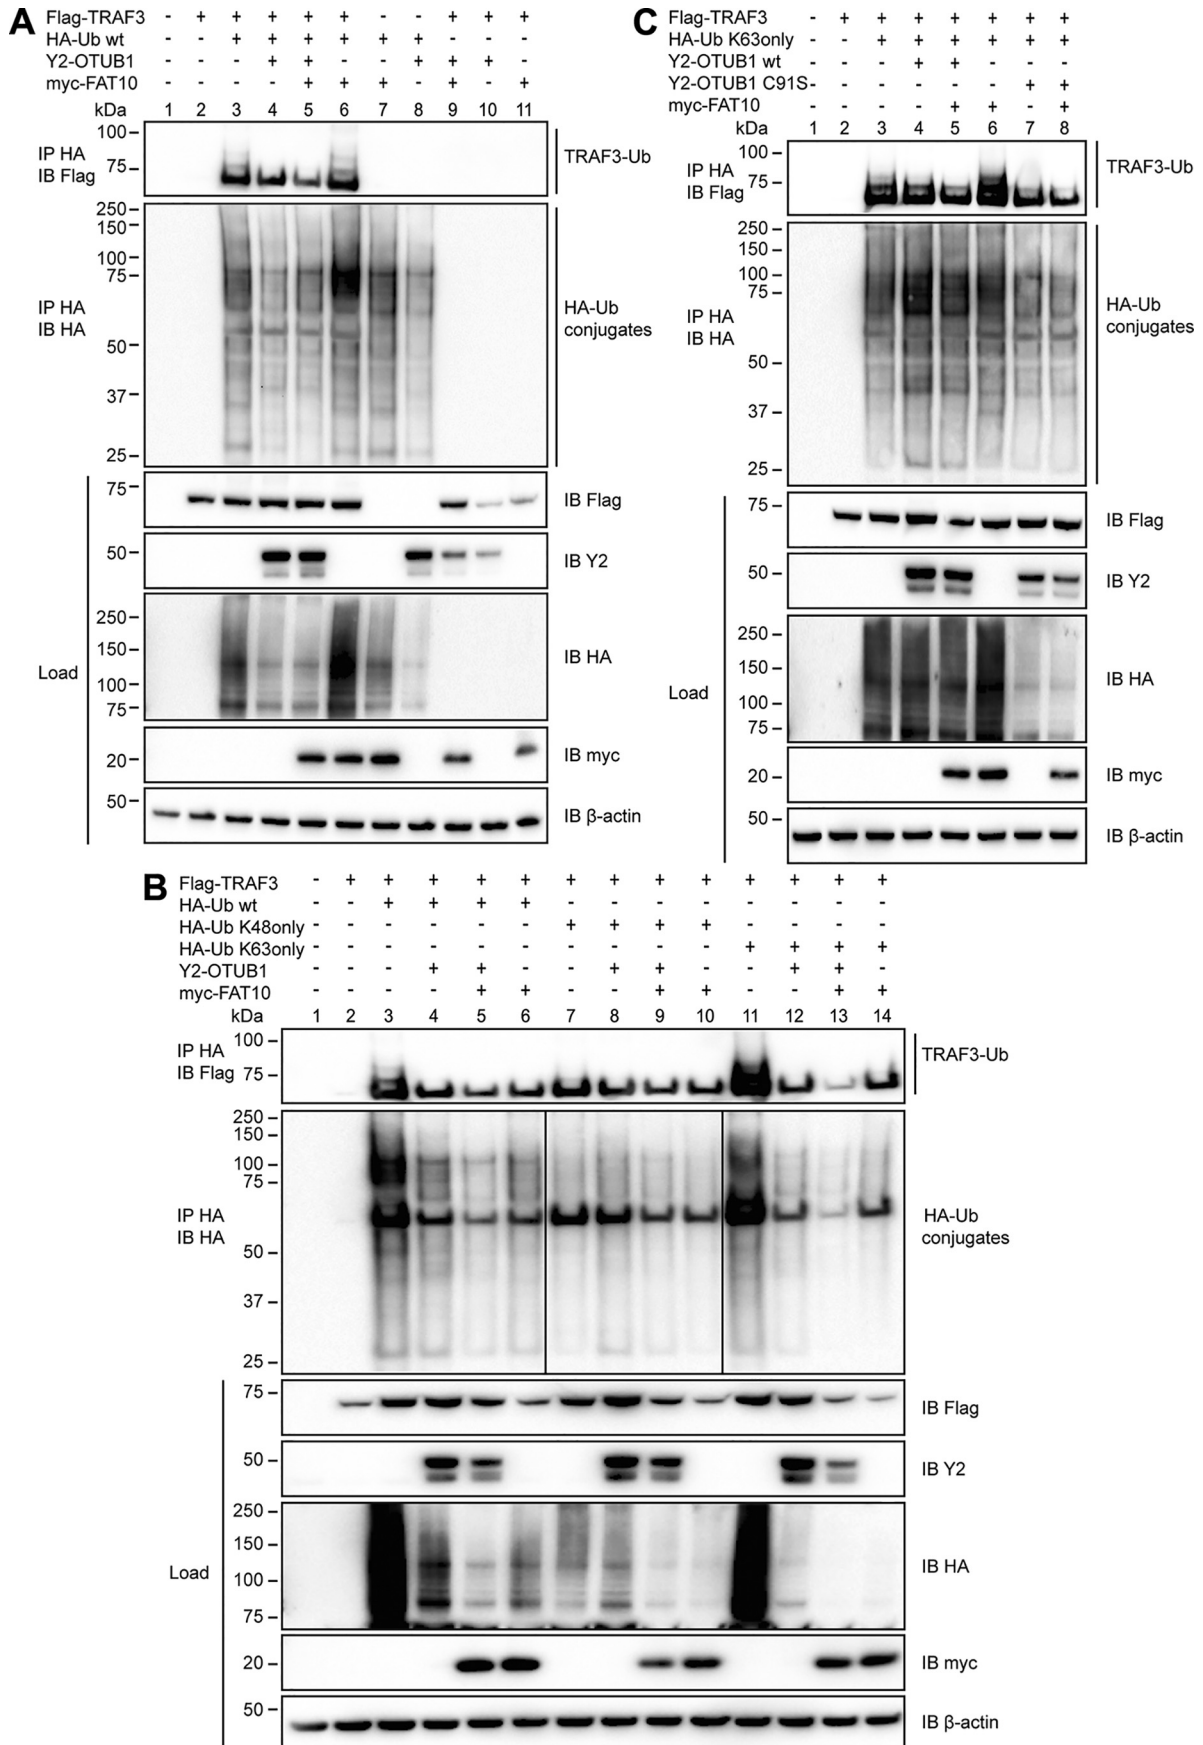 A
Flag-TRAF3 - + + + + + - - + + +
HA-Ub wt - - + + + + + + - - -
Y2-OTUB1 - - - + + - - + + + -
myc-FAT10 - - - - + + + - + - +
kDa 1 2 3 4 5 6 7 8 9 10 11
100
75
IP HA
IB Flag
TRAF3-Ub
250
150
100
75
50
37
25
IP HA
IB HA
HA-Ub
conjugates
75
IB Flag
50
IB Y2
250
150
100
75
IB HA
20
IB myc
50
IB β-actin
Load
C
Flag-TRAF3 - + + + + + + +
HA-Ub K63only - - + + + + + +
Y2-OTUB1 wt - - - + + - - -
Y2-OTUB1 C91S - - - - - - + +
myc-FAT10 - - - - + + - +
kDa 1 2 3 4 5 6 7 8
100
75
IP HA
IB Flag
TRAF3-Ub
250
150
100
75
50
37
25
IP HA
IB HA
HA-Ub
conjugates
75
IB Flag
50
IB Y2
250
150
100
75
IB HA
20
IB myc
50
IB β-actin
Load
B
Flag-TRAF3 - + + + + + + + + + + + + +
HA-Ub wt - - + + + + - - - - - - - -
HA-Ub K48only - - - - - - + + + + - - - -
HA-Ub K63only - - - - - - - - - - + + + +
Y2-OTUB1 - - - + + - - + + - - + + -
myc-FAT10 - - - - + + - - + + - - + +
kDa 1 2 3 4 5 6 7 8 9 10 11 12 13 14
100
75
IP HA
IB Flag
TRAF3-Ub
250
150
100
75
50
37
25
IP HA
IB HA
HA-Ub
conjugates
75
IB Flag
50
IB Y2
250
150
100
75
IB HA
20
IB myc
50
IB β-actin
Load